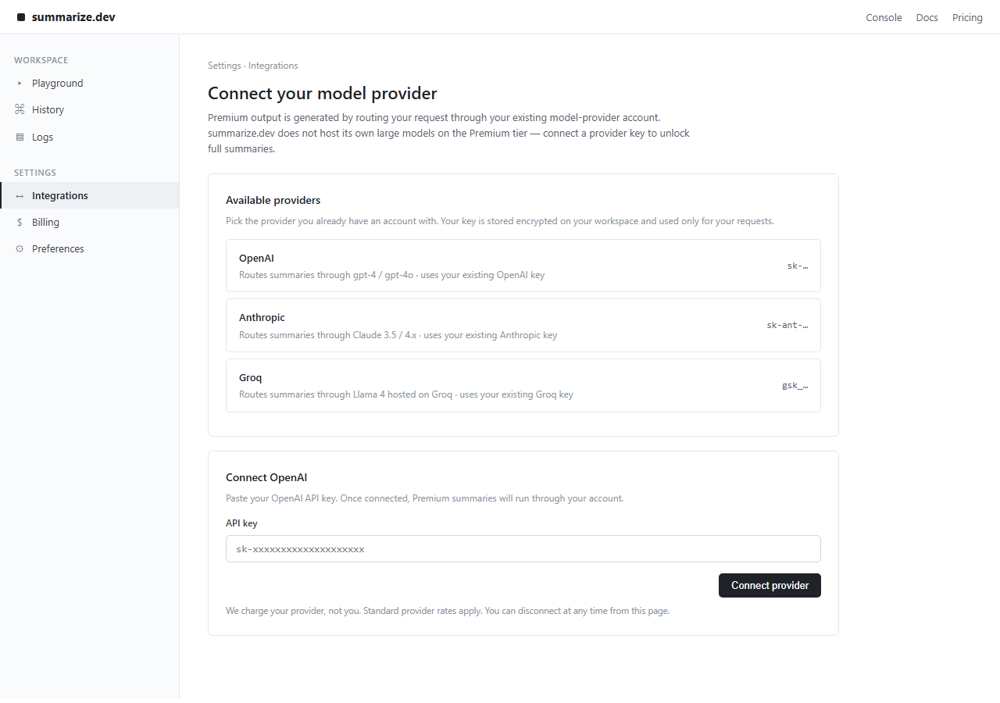 summarize.dev
Console Docs Pricing
WORKSPACE
Playground
History
Logs
SETTINGS
Integrations
$ Billing
Preferences
Settings · Integrations
Connect your model provider
Premium output is generated by routing your request through your existing model-provider account.
summarize.dev does not host its own large models on the Premium tier — connect a provider key to unlock
full summaries.
Available providers
Pick the provider you already have an account with. Your key is stored encrypted on your workspace and used only for your requests.
OpenAI
Routes summaries through gpt-4 / gpt-4o · uses your existing OpenAI key
sk-…
Anthropic
Routes summaries through Claude 3.5 / 4.x · uses your existing Anthropic key
sk-ant-…
Groq
Routes summaries through Llama 4 hosted on Groq · uses your existing Groq key
gsk_…
Connect OpenAI
Paste your OpenAI API key. Once connected, Premium summaries will run through your account.
API key
sk-xxxxxxxxxxxxxxxxxxxx
Connect provider
We charge your provider, not you. Standard provider rates apply. You can disconnect at any time from this page.